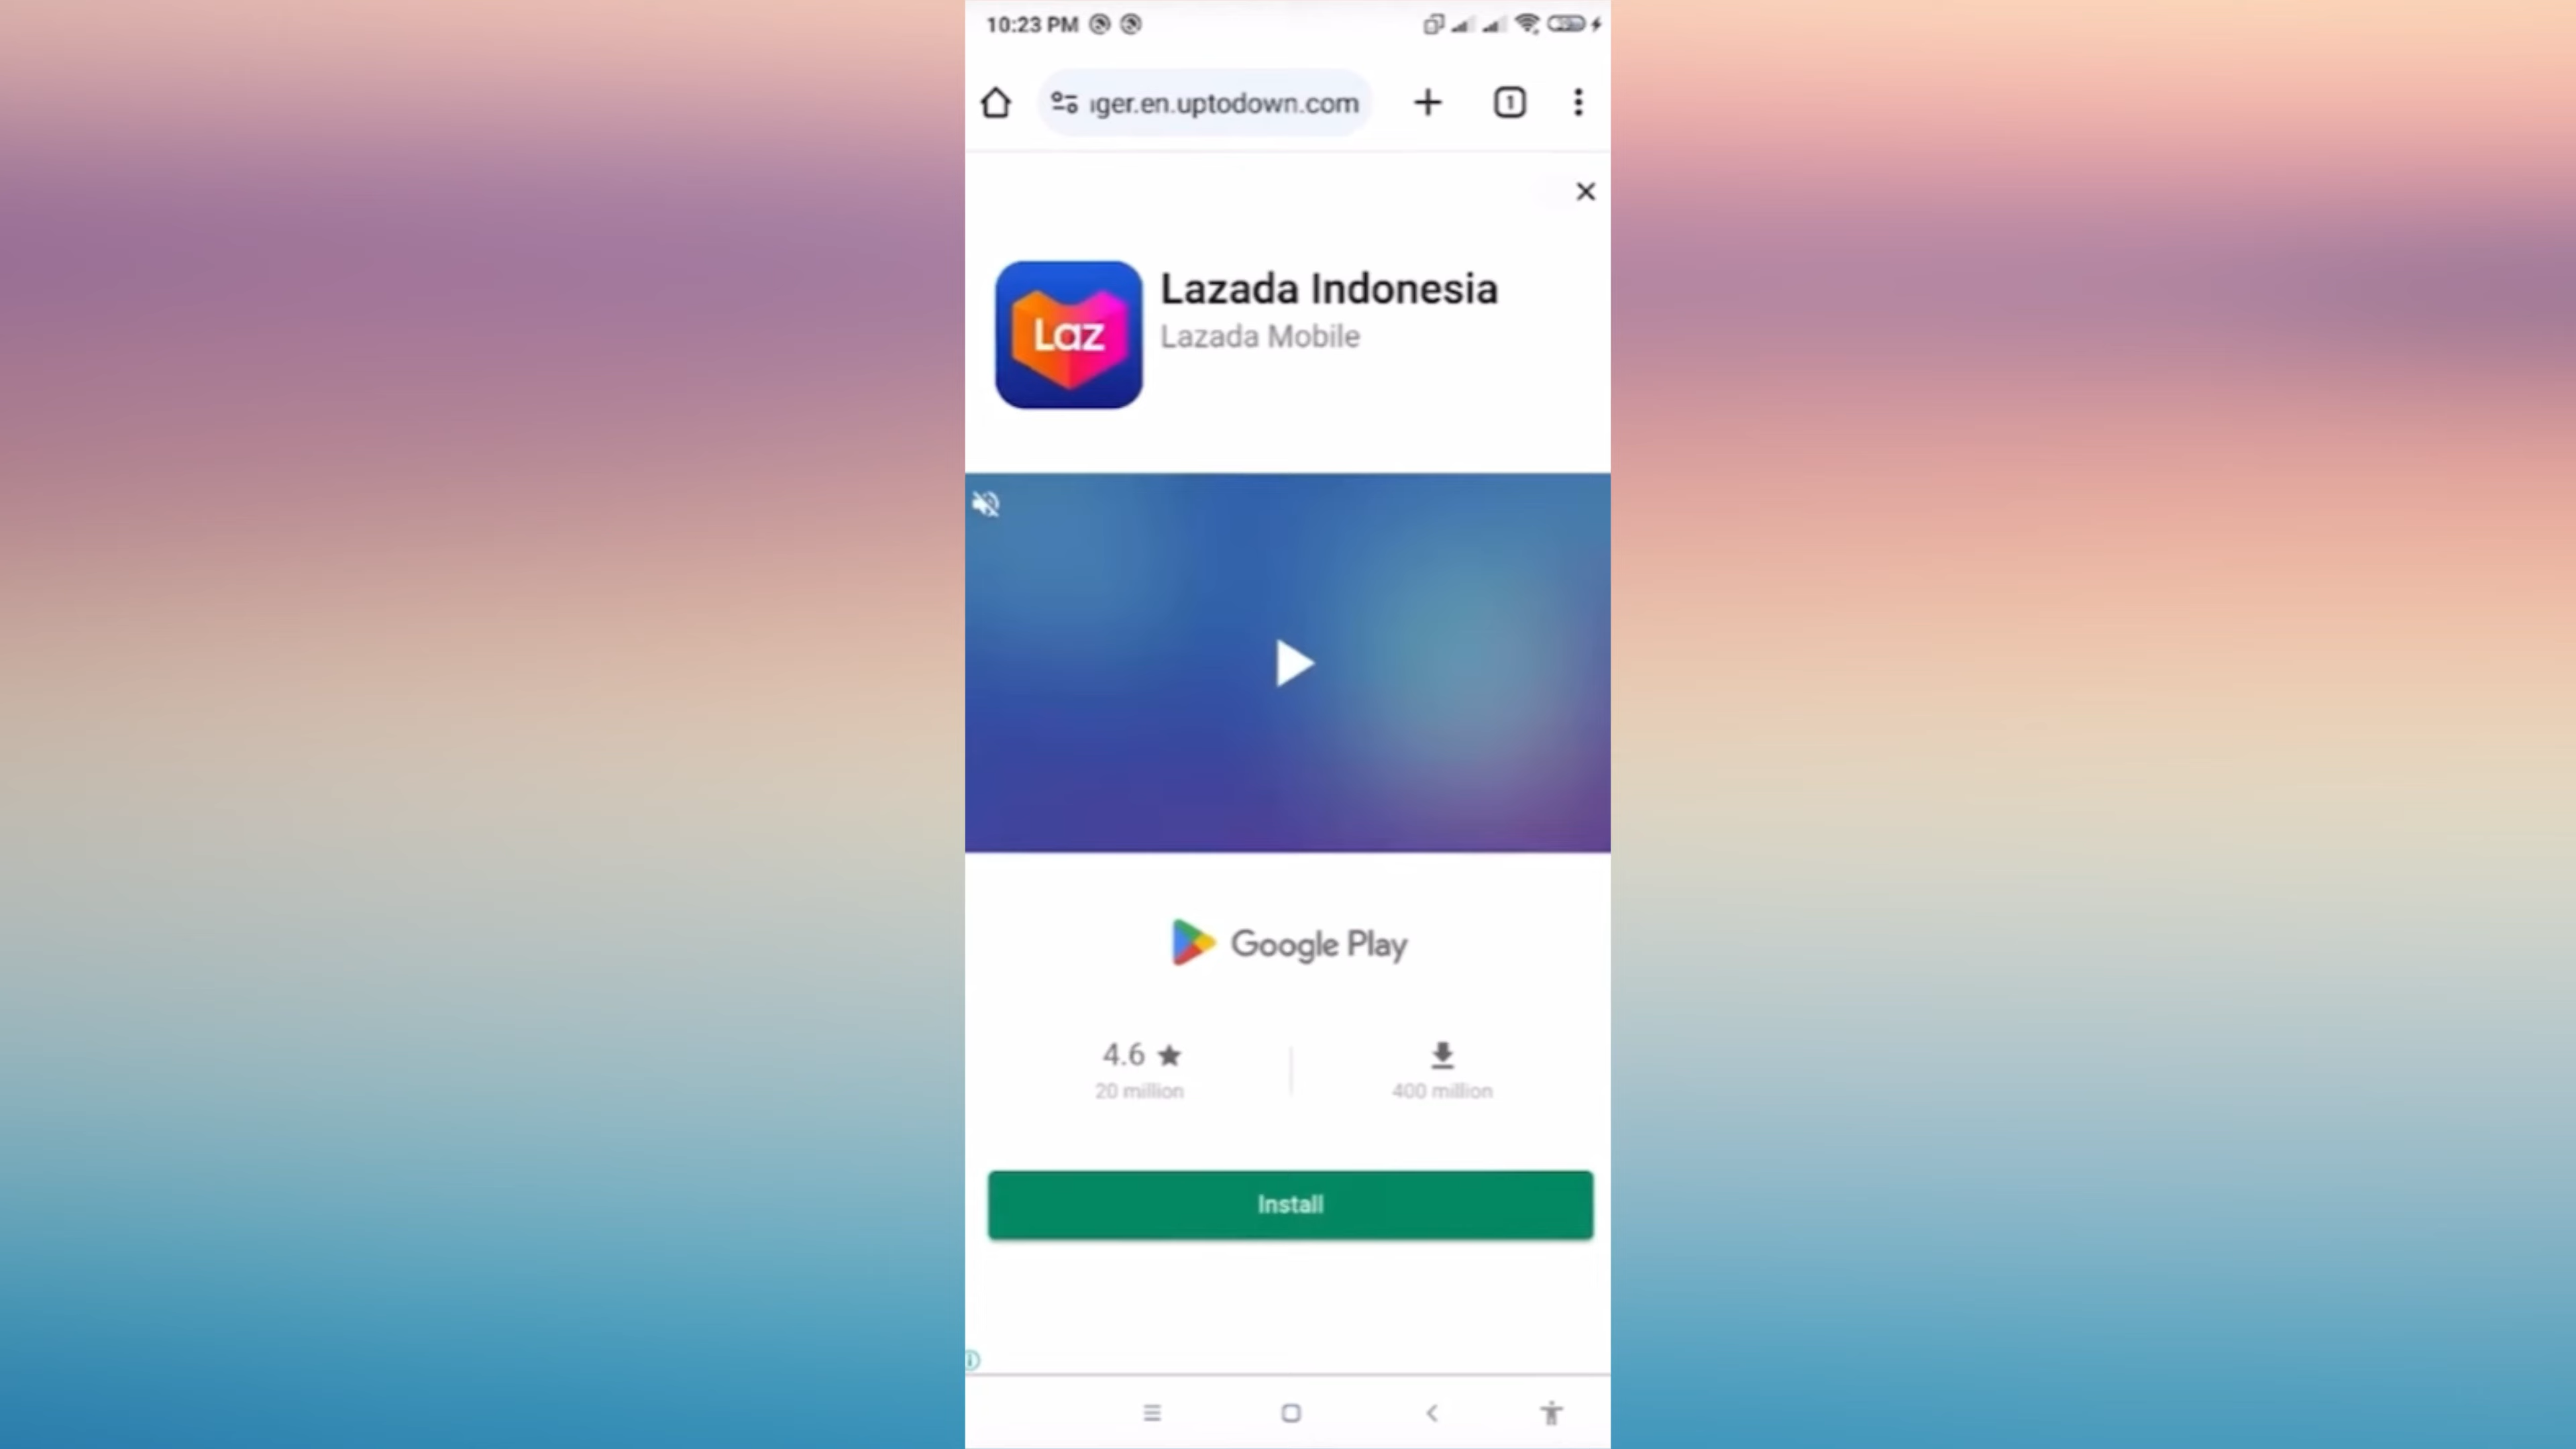 10:23 PM
ıger.en.uptodown.com
1
Lazada Indonesia
Lazada Mobile
Laz
Google Play
4.6 ★
20 million
400 million
Install